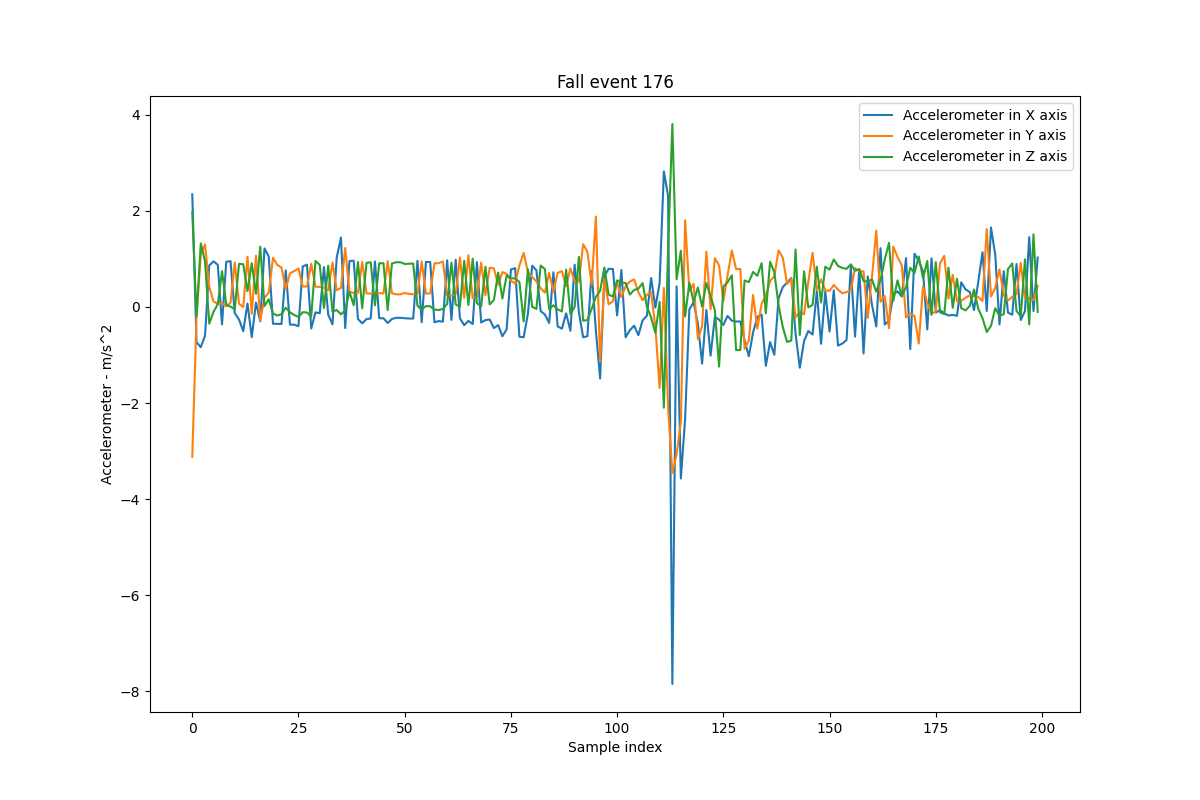 Fall event 176
Accelerometer in X axis
Accelerometer in Y axis
Accelerometer in Z axis
4
2
0
−2
−4
−6
−8
Accelerometer - m/s^2
0 25 50 75 100 125 150 175 200
Sample index